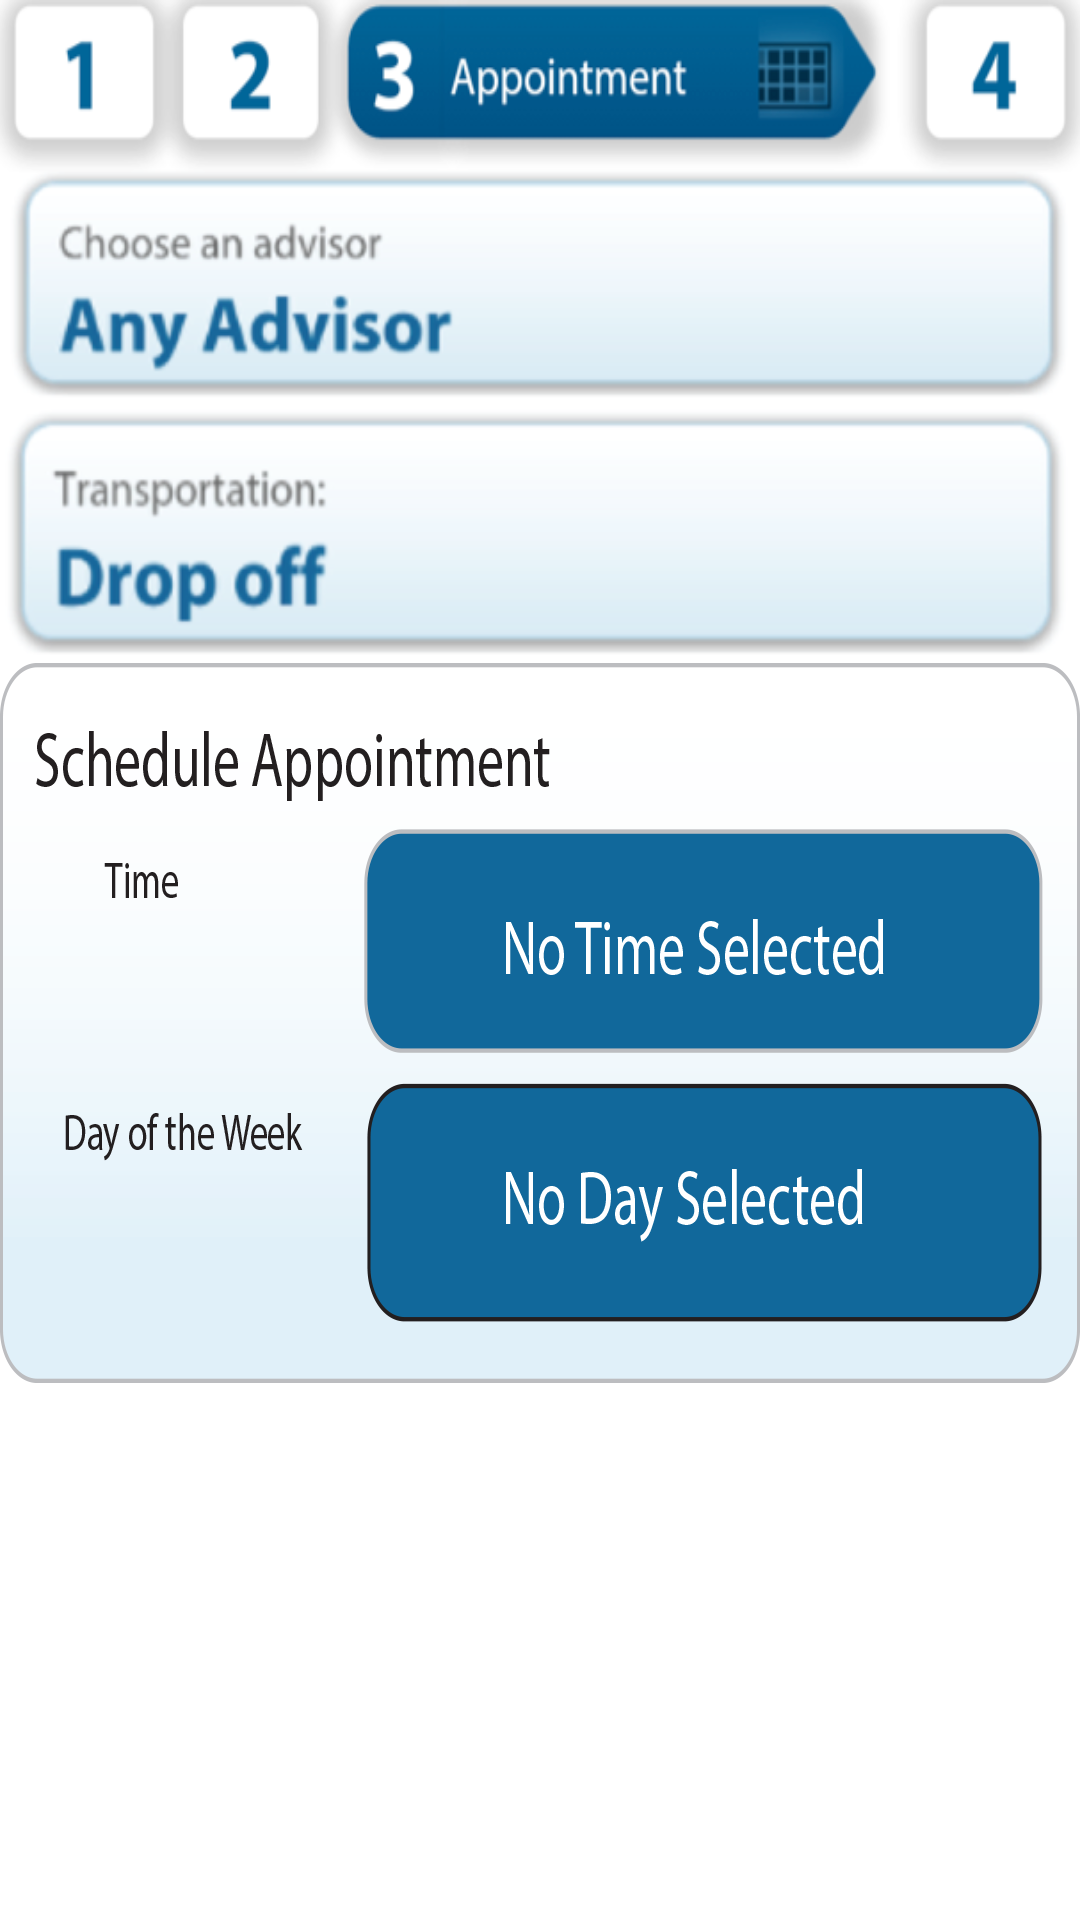 1 2 3 Appointment 4
Choose an advisor
Any Advisor
Transportation:
Drop off
Schedule Appointment
Time
No Time Selected
Day of the Week
No Day Selected